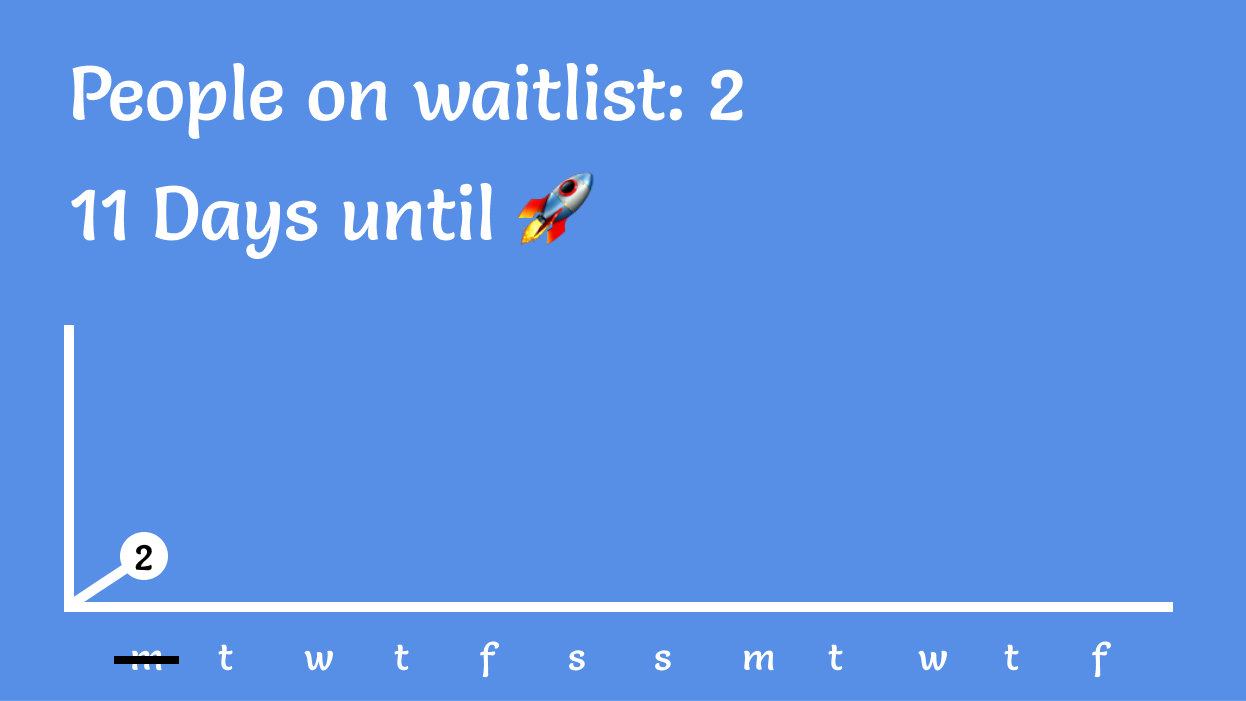 People on waitlist: 2
11 Days until 🚀
2
m t w t f s s m t w t f